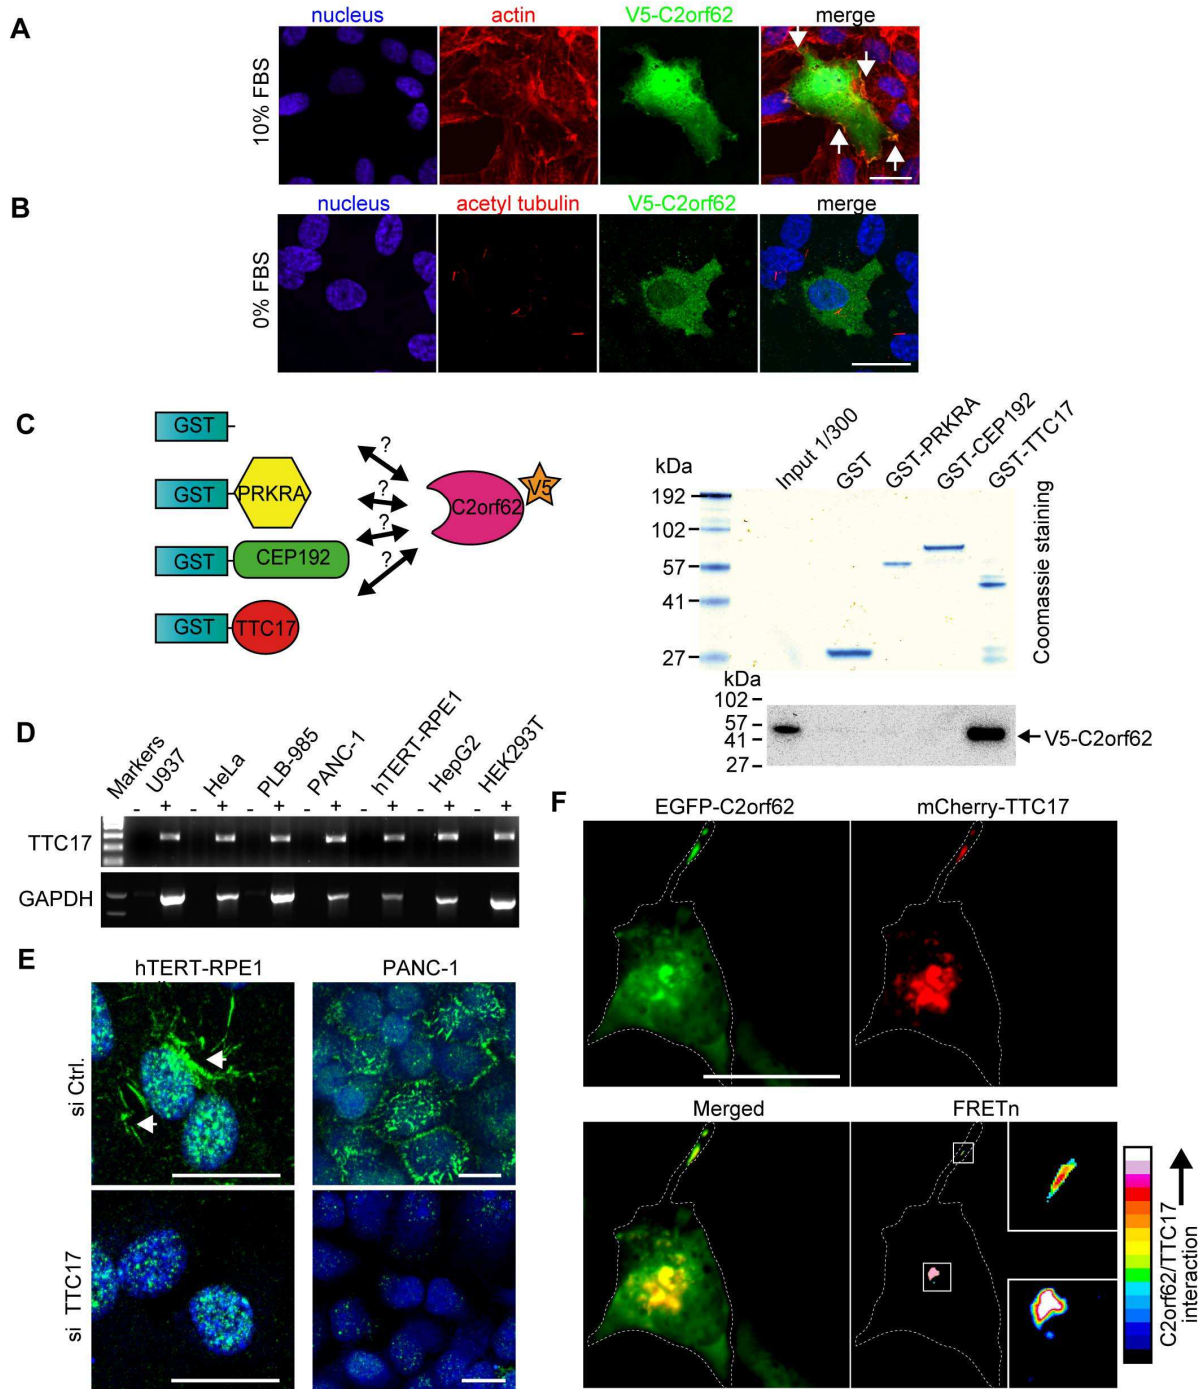 A
nucleus actin V5-C2orf62 merge
10% FBS
B
nucleus acetyl tubulin V5-C2orf62 merge
0% FBS
C
GST
GST PRKRA
GST CEP192
GST TTC17
?
?
?
?
C2orf62 V5
Input 1/300 GST GST-PRKRA GST-CEP192 GST-TTC17
kDa
192
102
57
41
27
Coomassie staining
kDa
102
57
41
27
V5-C2orf62
D
Markers U937 HeLa PLB-985 PANC-1 hTERT-RPE1 HepG2 HEK293T
- + - + - + - + - + - + - +
TTC17
GAPDH
E
hTERT-RPE1 PANC-1
si Ctrl.
si TTC17
F
EGFP-C2orf62 mCherry-TTC17
Merged FRETn
C2orf62/TTC17
interaction